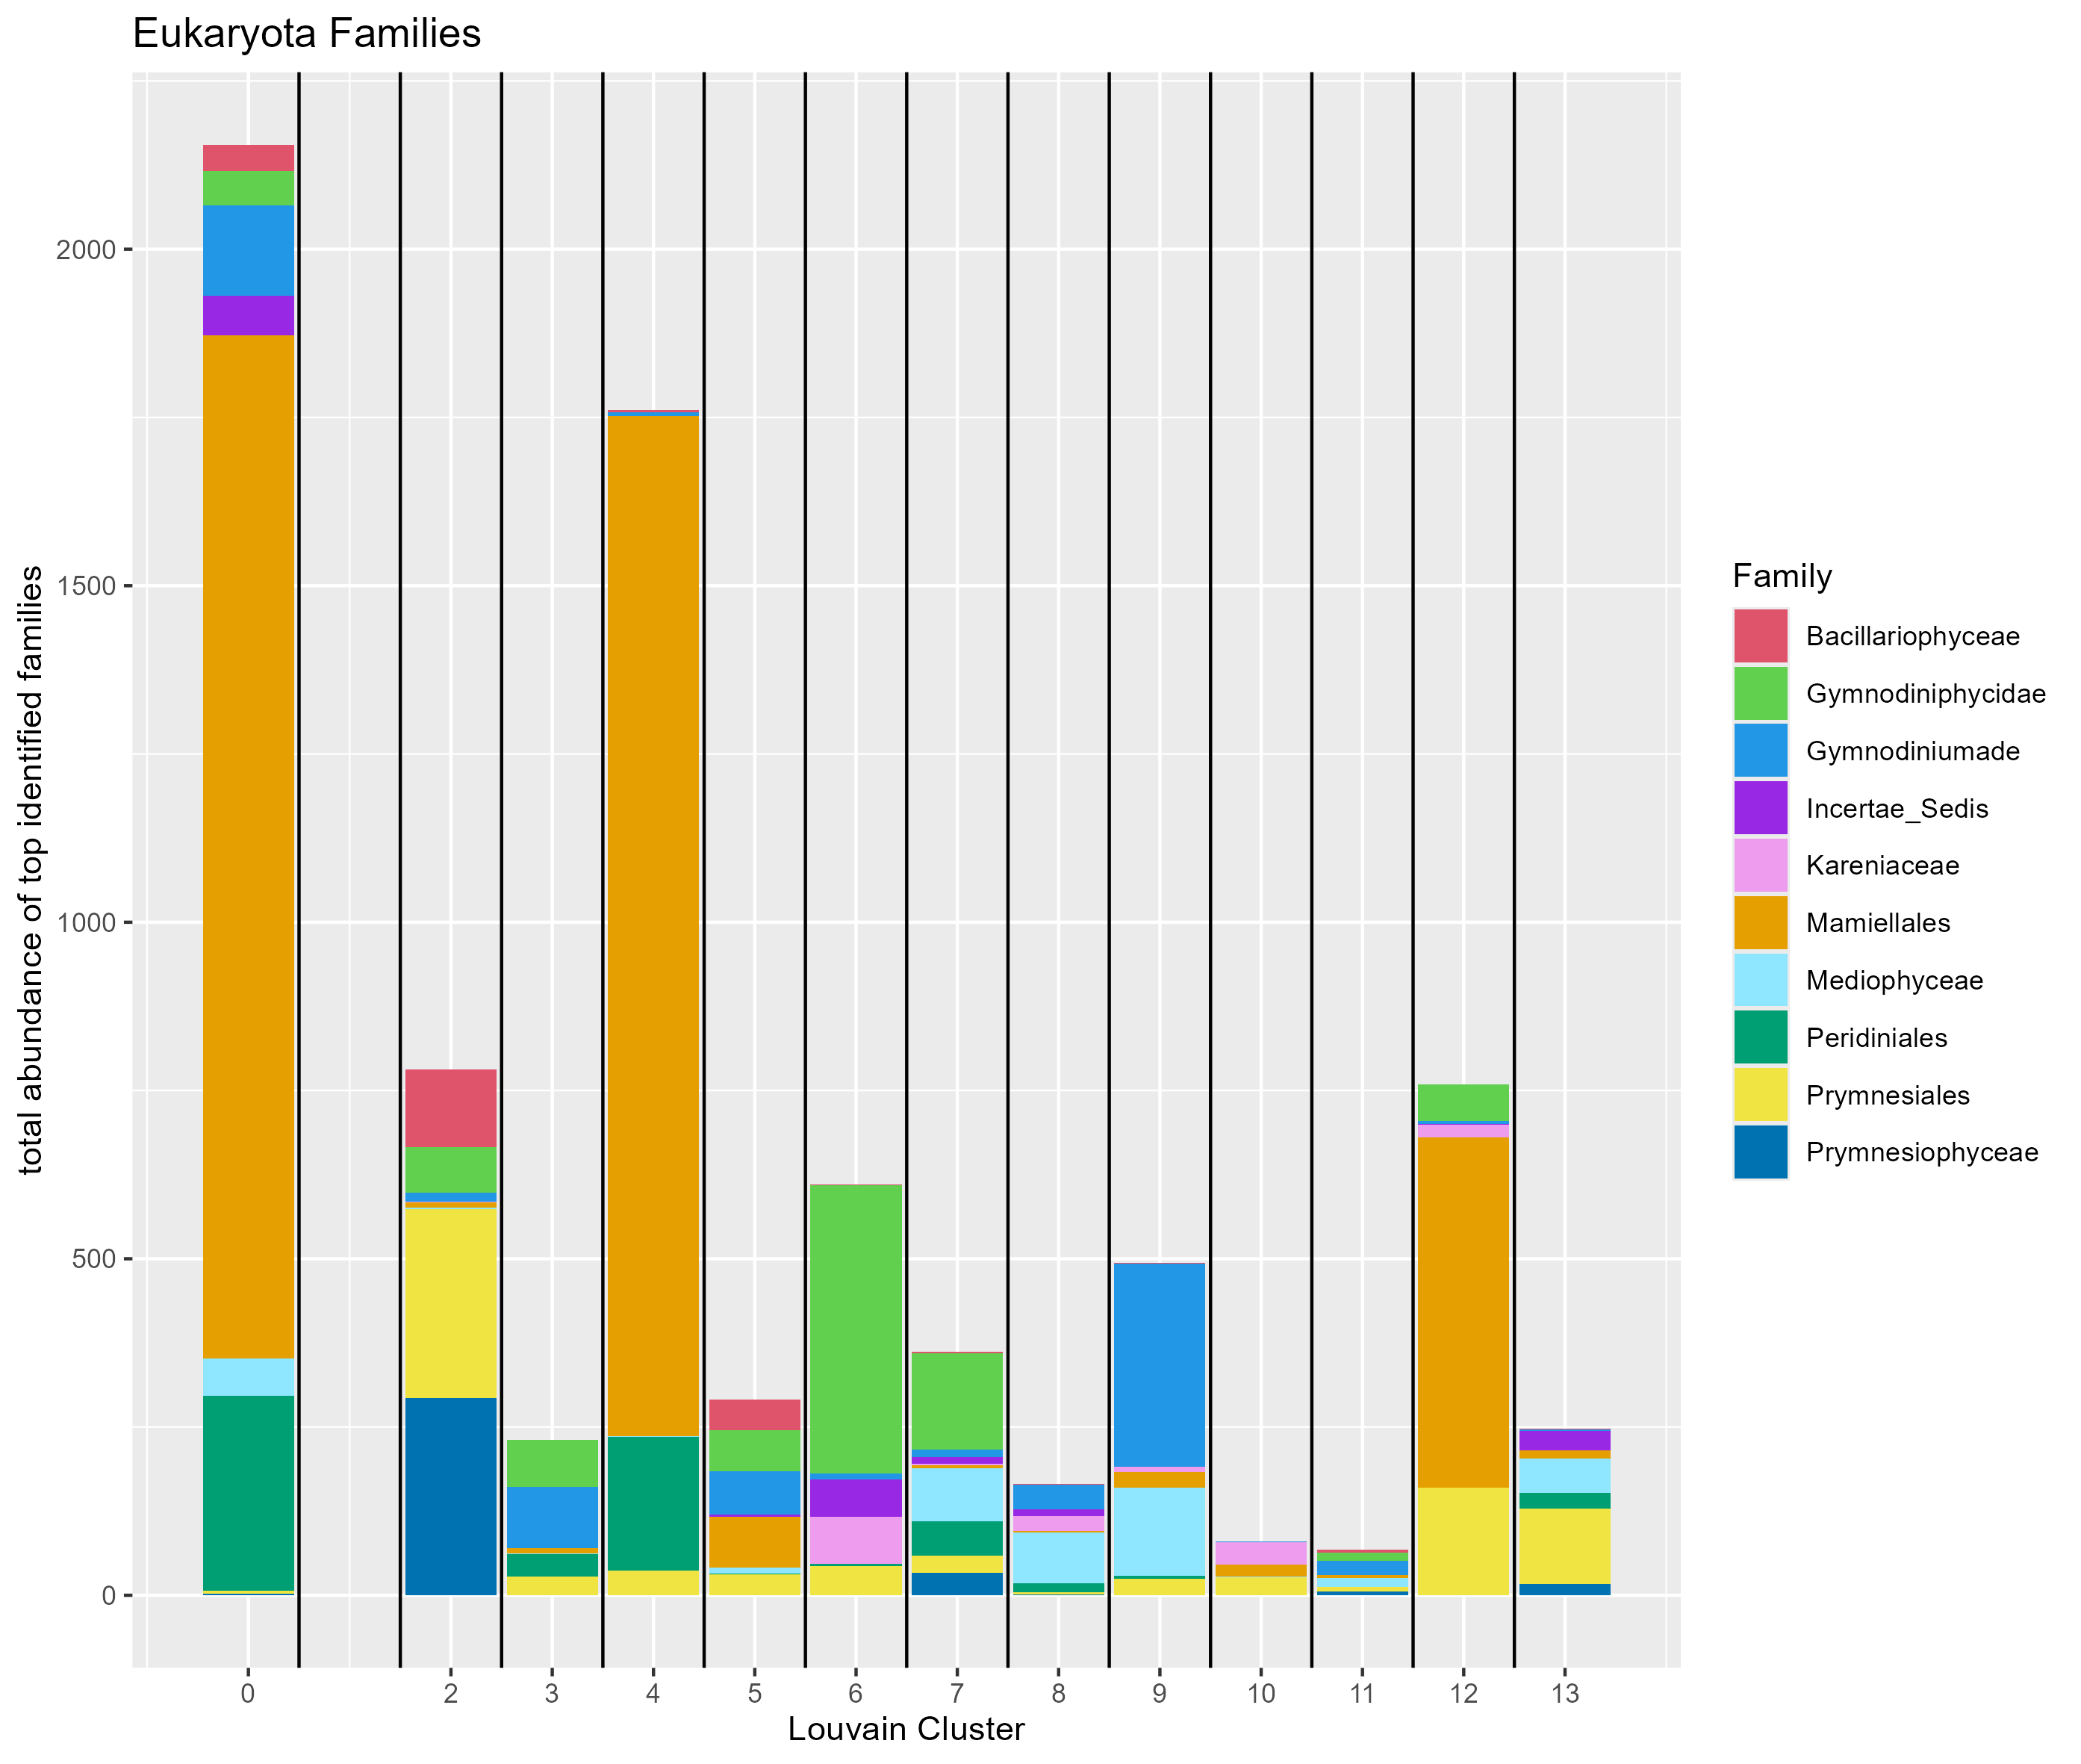 Eukaryota Families
total abundance of top identified families
2000
1500
1000
500
0
0 2 3 4 5 6 7 8 9 10 11 12 13
Louvain Cluster
Family
Bacillariophyceae
Gymnodiniphycidae
Gymnodiniumade
Incertae_Sedis
Kareniaceae
Mamiellales
Mediophyceae
Peridiniales
Prymnesiales
Prymnesiophyceae